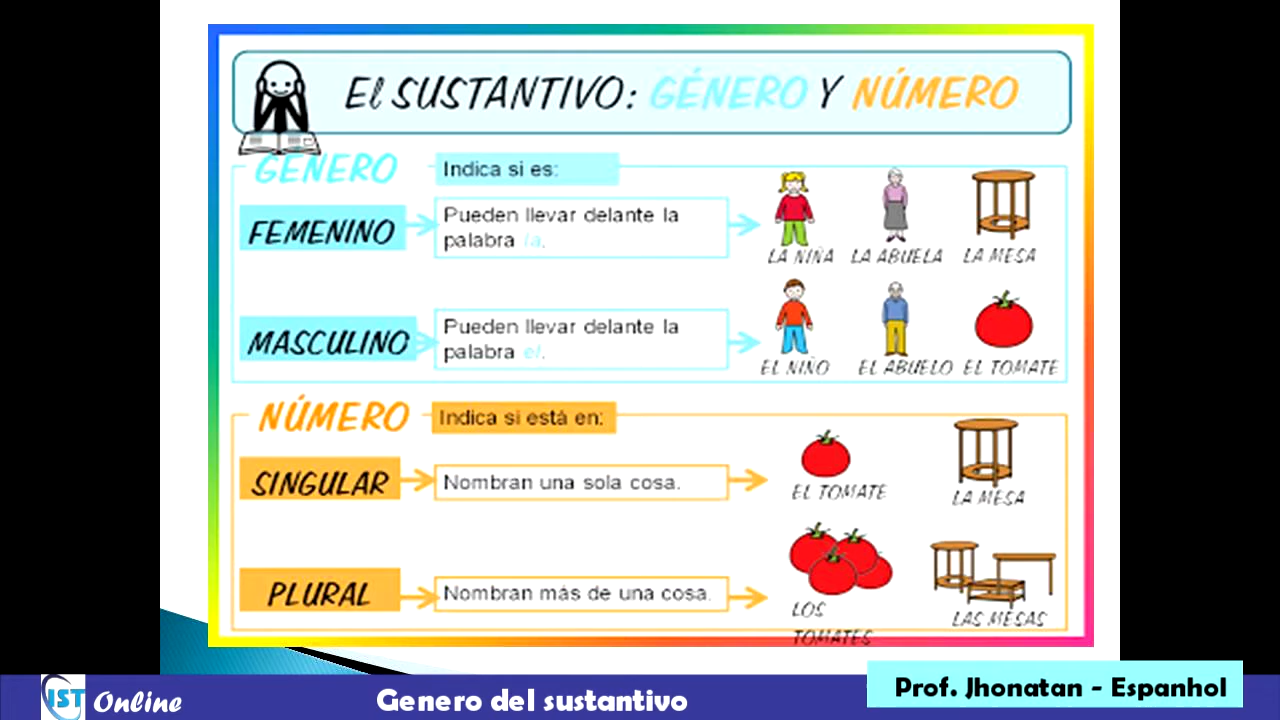 El SUSTANTIVO: GÉNERO Y NÚMERO
GÉNERO
Indica si es:
FEMENINO
Pueden llevar delante la
palabra la.
LA NIÑA LA ABUELA LA MESA
MASCULINO
Pueden llevar delante la
palabra el.
EL NIÑO EL ABUELO EL TOMATE
NÚMERO
Indica si está en:
SINGULAR
Nombran una sola cosa.
EL TOMATE LA MESA
PLURAL
Nombran más de una cosa.
LOS
TOMATES
LAS MESAS
IST Online
Genero del sustantivo
Prof. Jhonatan - Espanhol